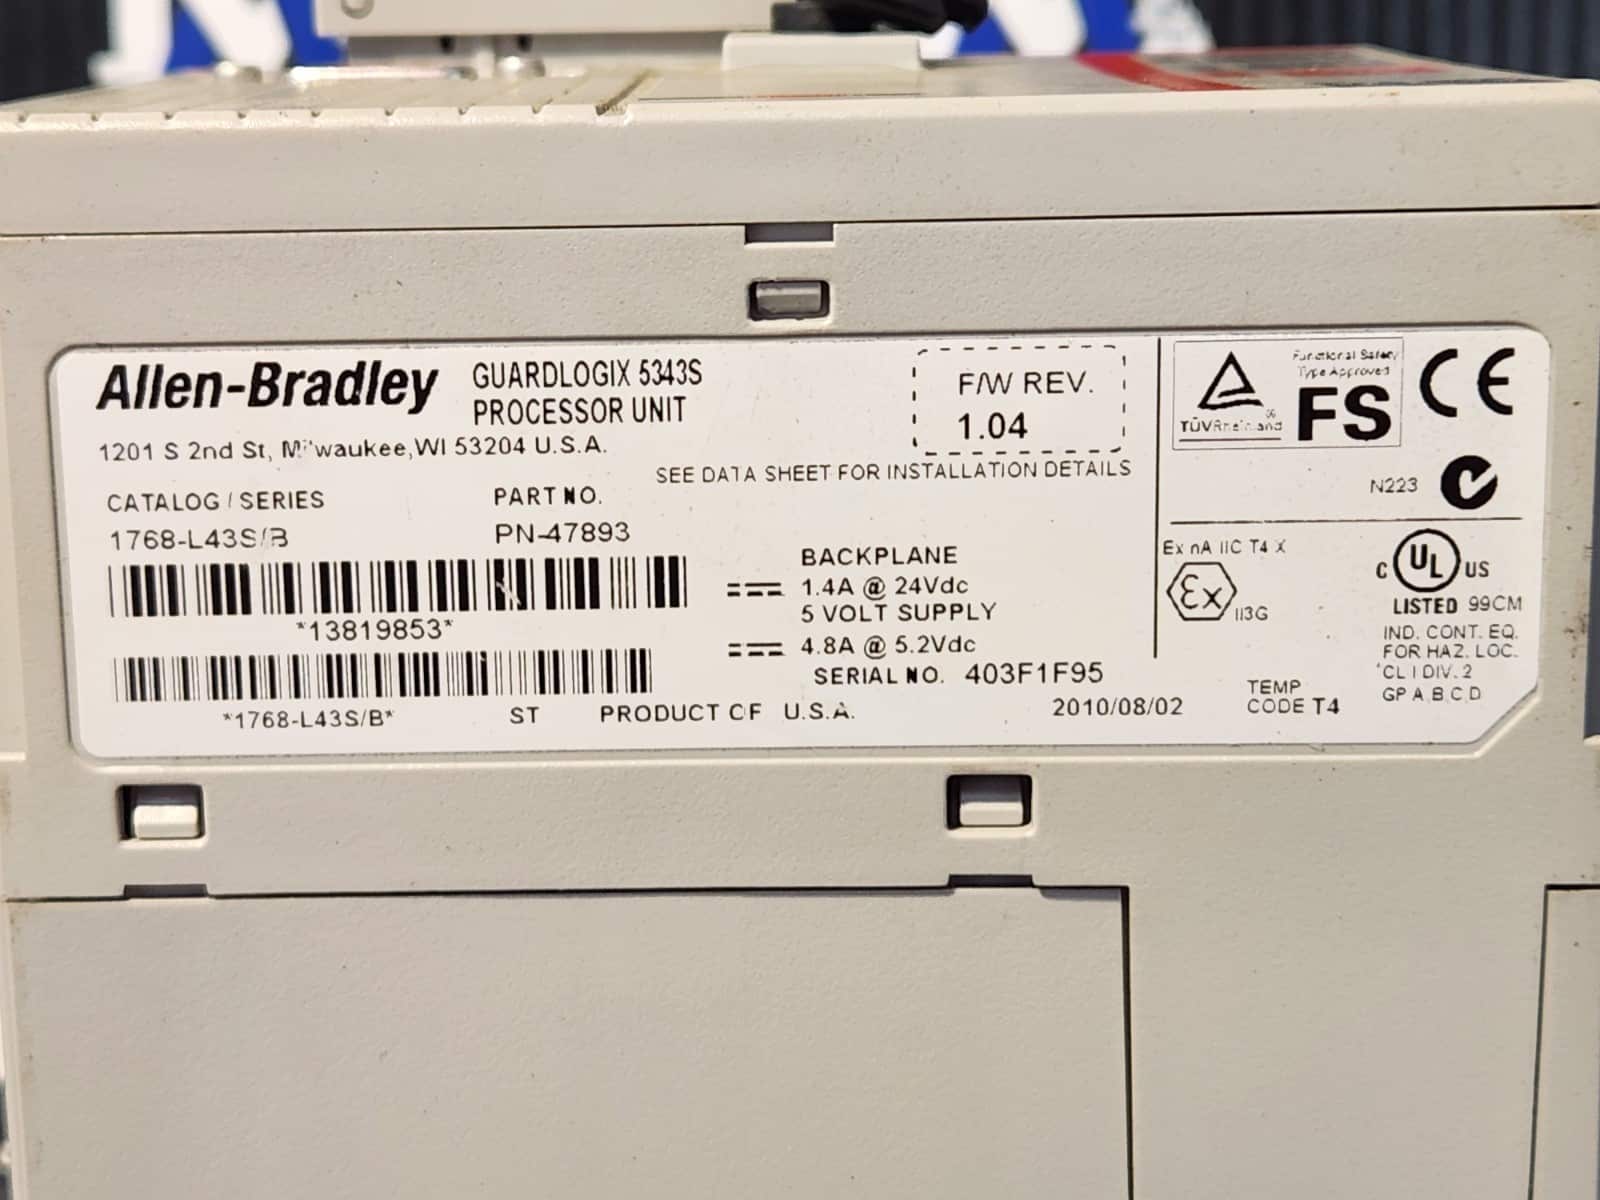 Allen-Bradley
GUARDLOGIX 5343S
PROCESSOR UNIT
1201 S 2nd St, Milwaukee, WI 53204 U.S.A.
F/W REV.
1.04
SEE DATA SHEET FOR INSTALLATION DETAILS
CATALOG / SERIES
1768-L43S/B
PART NO.
PN-47893
*13819853*
*1768-L43S/B*
ST
PRODUCT OF U.S.A.
BACKPLANE
1.4A @ 24Vdc
5 VOLT SUPPLY
4.8A @ 5.2Vdc
SERIAL NO. 403F1F95
2010/08/02
TÜVRheinland
Functional Safety
Type Approved
FS
CE
N223
Ex nA IIC T4 X
Ex
II3G
C UL US
LISTED 99CM
IND. CONT. EQ.
FOR HAZ. LOC.
CL I DIV. 2
GP A,B,C,D
TEMP
CODE T4